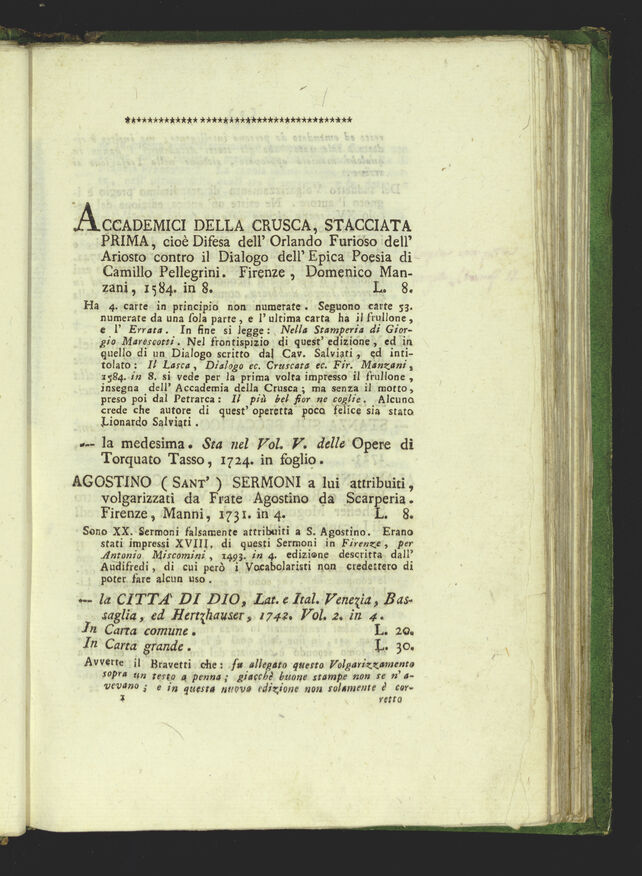 ACCADEMICI DELLA CRUSCA, STACCIATA
PRIMA, cioè Difesa dell' Orlando Furioso dell'
Ariosto contro il Dialogo dell' Epica Poesia di
Camillo Pellegrini. Firenze, Domenico Man-
zani, 1584. in 8. L. 8.
Ha 4. carte in principio non numerate. Seguono carte 53.
numerate da una sola parte, e l'ultima carta ha il frullone,
e l' Errata. In fine si legge: Nella Stamperia di Gior-
gio Marescotti. Nel frontispizio di quest' edizione, ed in
quello di un Dialogo scritto dal Cav. Salviati, ed inti-
tolato: Il Lasca, Dialogo ec. Cruscata ec. Fir. Manzani,
1584. in 8. si vede per la prima volta impresso il frullone,
insegna dell' Accademia della Crusca; ma senza il motto,
preso poi dal Petrarca: Il più bel fior ne coglie. Alcuno
crede che autore di quest' operetta poco felice sia stato
Lionardo Salviati.
— la medesima. Sta nel Vol. V. delle Opere di
Torquato Tasso, 1724. in foglio.
AGOSTINO (SANT') SERMONI a lui attribuiti,
volgarizzati da Frate Agostino da Scarperia.
Firenze, Manni, 1731. in 4. L. 8.
Sono XX. Sermoni falsamente attribuiti a S. Agostino. Erano
stati impressi XVIII. di questi Sermoni in Firenze, per
Antonio Miscomini, 1493. in 4. edizione descritta dall'
Audifredi, di cui però i Vocabolaristi non credettero di
poter fare alcun uso.
— la CITTA' DI DIO, Lat. e Ital. Venezia, Bas-
saglia, ed Hertzhauser, 1742. Vol. 2. in 4.
In Carta comune. L. 20.
In Carta grande. L. 30.
Avverte il Bravetti che: fu allegato questo Volgarizzamento
sopra un testo a penna; giacchè buone stampe non se n' a-
vevano; e in questa nuova edizione non solamente è cor-
1 retto